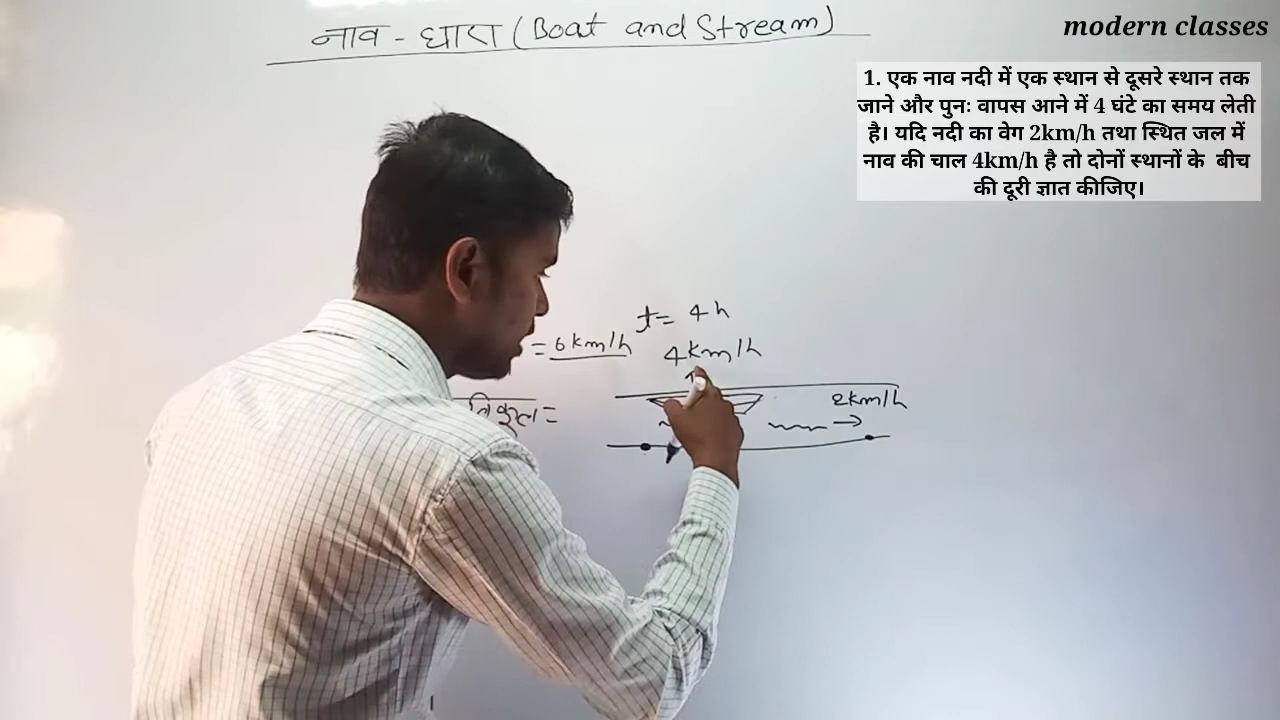 नाव - धारा (Boat and Stream)
modern classes
1. एक नाव नदी में एक स्थान से दूसरे स्थान तक
जाने और पुनः वापस आने में 4 घंटे का समय लेती
है। यदि नदी का वेग 2km/h तथा स्थित जल में
नाव की चाल 4km/h है तो दोनों स्थानों के बीच
की दूरी ज्ञात कीजिए।
t = 4h
= 6km/h
4km/h
2km/h